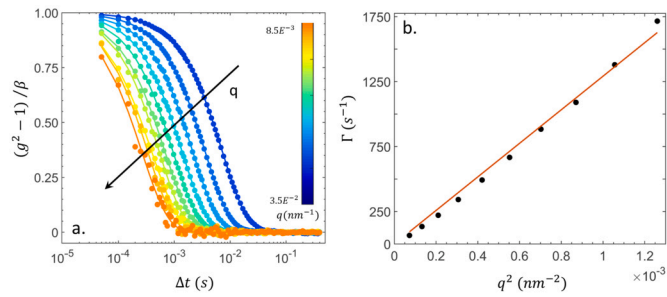 1.00
0.75
0.50
0.25
0
(g² − 1) /β
10⁻⁵
10⁻⁴
10⁻³
10⁻²
10⁻¹
Δt (s)
a.
q
8.5E⁻³
3.5E⁻²
q(nm⁻¹)
b.
1750
1250
750
250
0
Γ (s⁻¹)
0
0.2
0.4
0.6
0.8
1
1.2
×10⁻³
q² (nm⁻²)